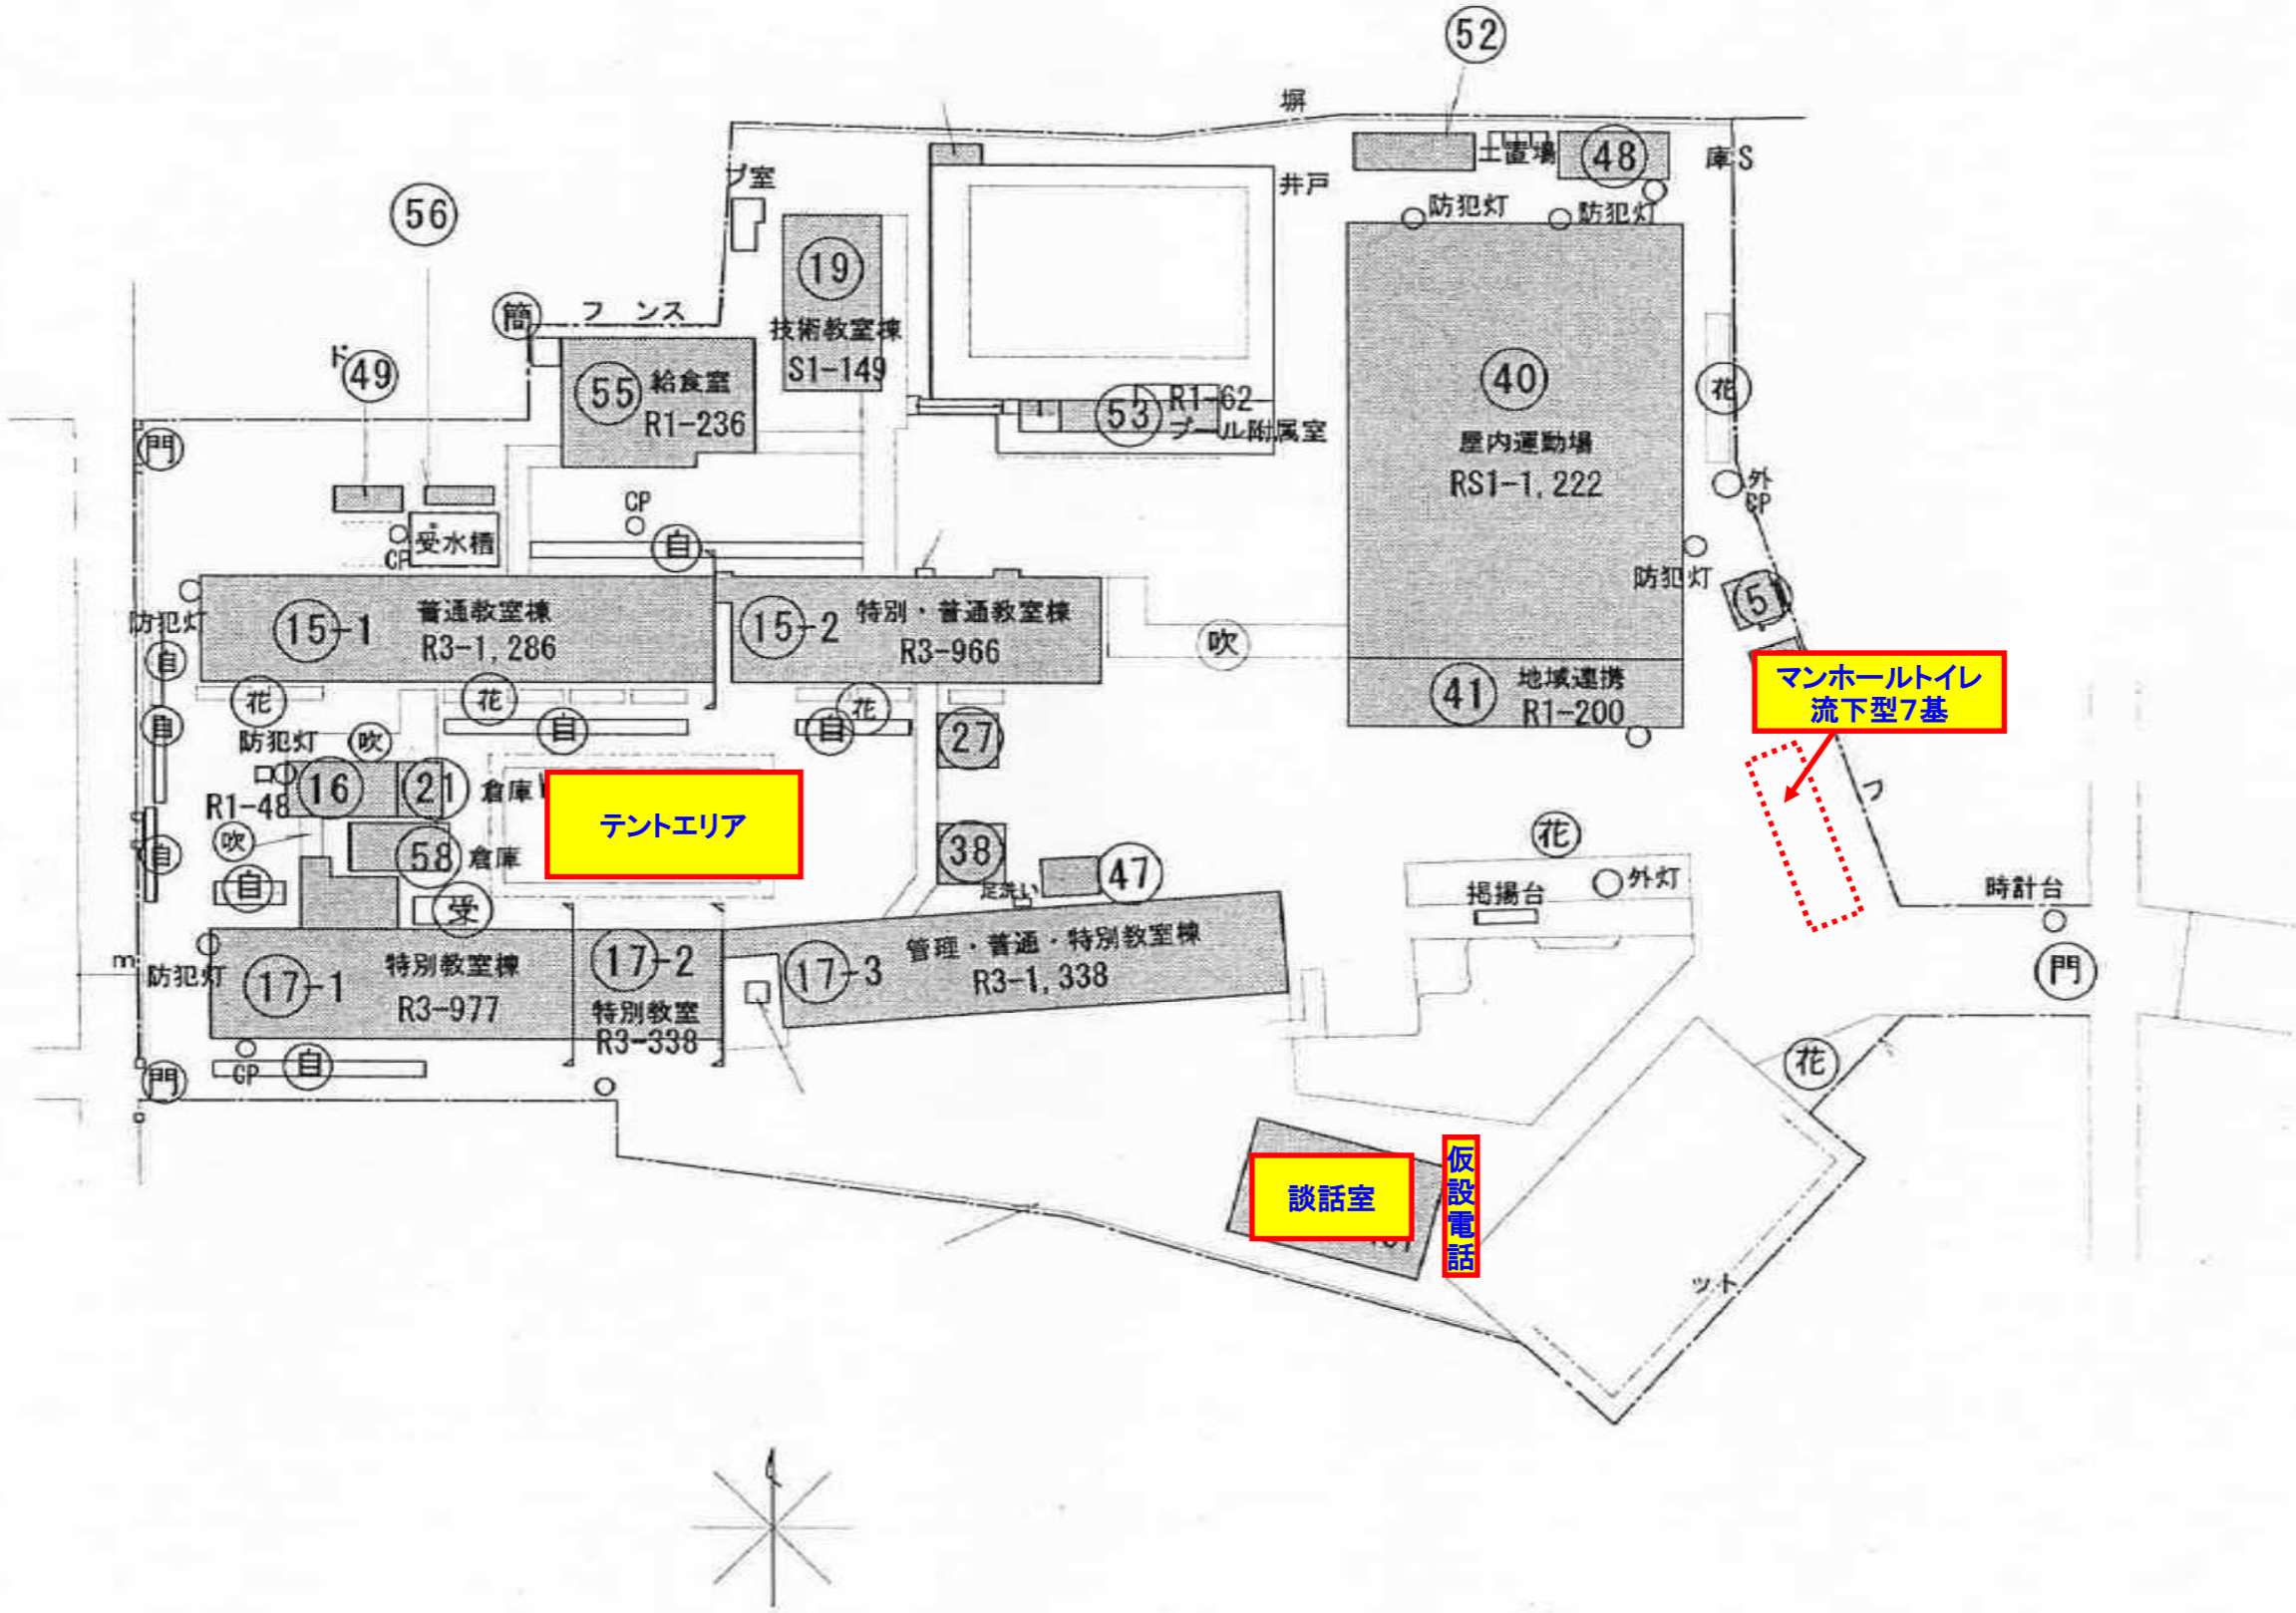 52
塀
土置場
48
庫S
プ室
井戸
56
防犯灯
防犯灯
19
技術教室棟
S1-149
簡
フ ンス
ド
49
55
給食室
R1-236
40
屋内運動場
RS1-1,222
花
53
R1-62
プール附属室
門
外
CP
CP
受水槽
CP
自
防犯灯
51
防犯灯
15-1
普通教室棟
R3-1,286
15-2
特別・普通教室棟
R3-966
吹
自
マンホールトイレ
流下型7基
41
地域連携
R1-200
花
花
花
自
自
自
27
防犯灯
吹
16
21
倉庫
R1-48
テントエリア
フ
吹
58
倉庫
自
38
47
花
自
足洗い
受
掲揚台
外灯
時計台
m
防犯灯
17-1
特別教室棟
R3-977
17-2
特別教室
R3-338
17-3
管理・普通・特別教室棟
R3-1,338
門
門
CP
自
花
談話室
仮設電話
ット